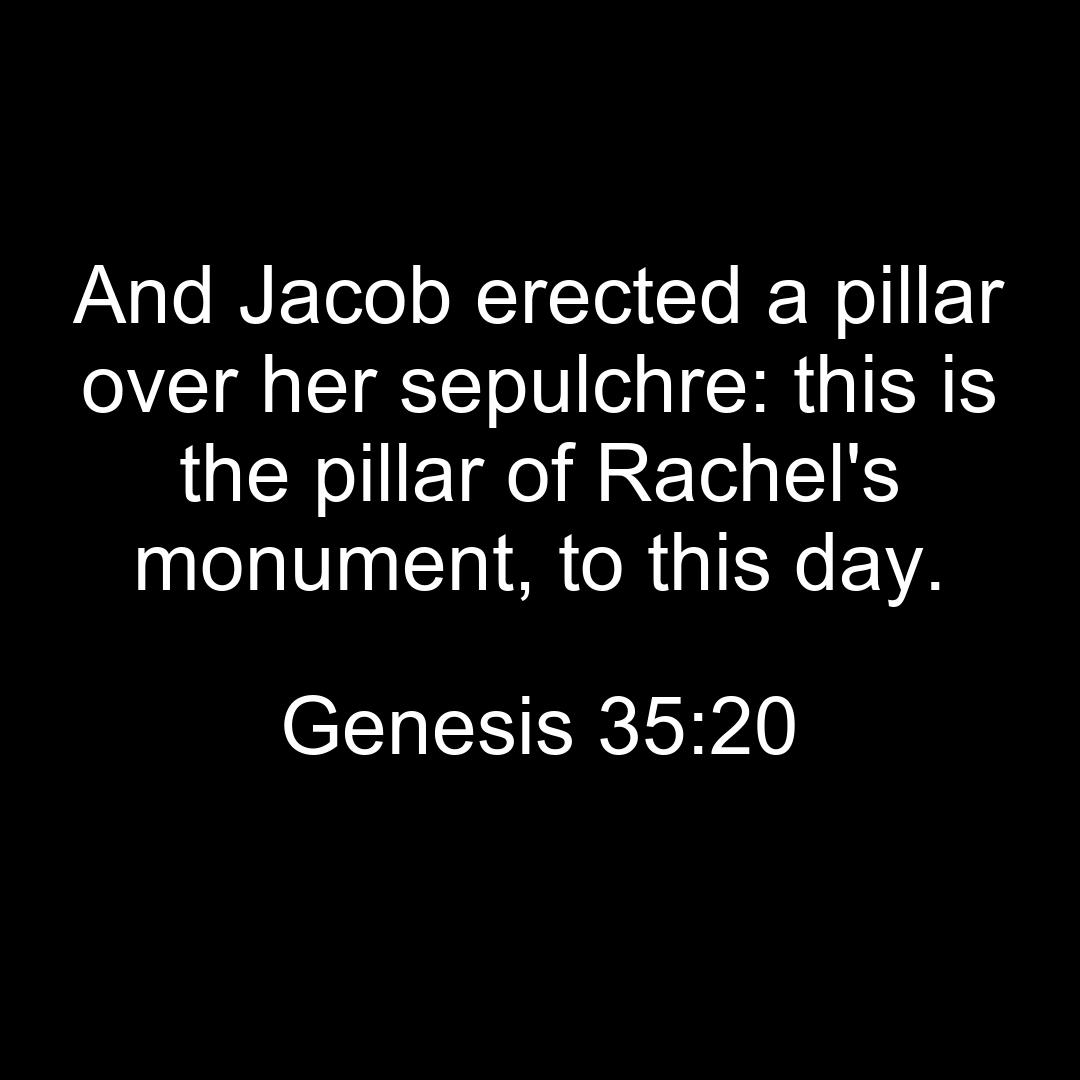 And Jacob erected a pillar
over her sepulchre: this is
the pillar of Rachel's
monument, to this day.
Genesis 35:20